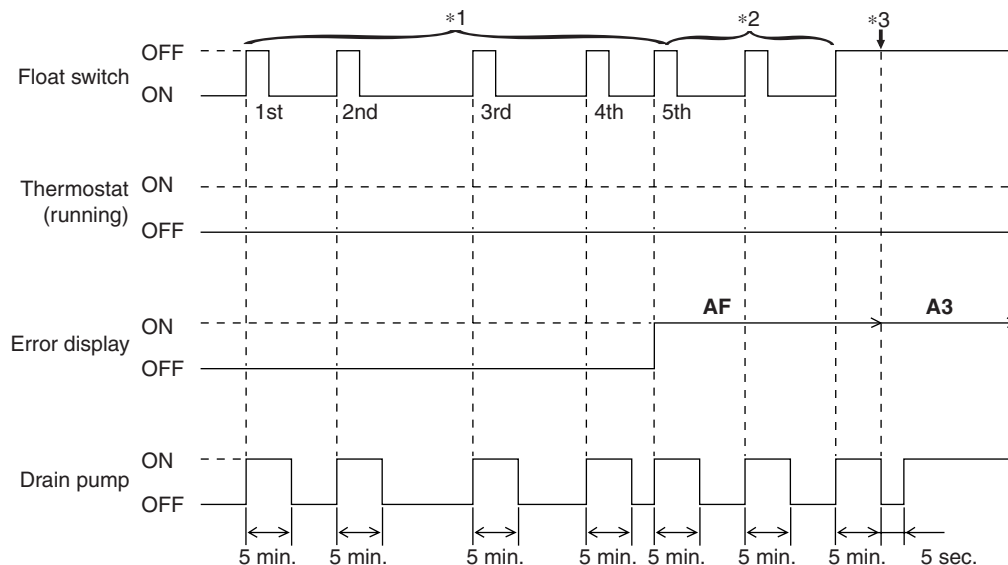 *1
*2
*3
OFF
Float switch
ON
1st
2nd
3rd
4th
5th
ON
Thermostat
(running)
OFF
AF
A3
ON
Error display
OFF
ON
Drain pump
OFF
5 min.
5 min.
5 min.
5 min.
5 min.
5 min.
5 min.
5 sec.